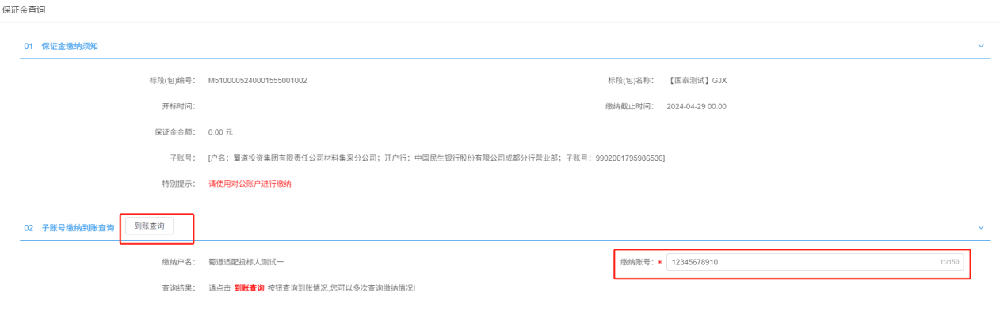 保证金查询
01 保证金缴纳须知
标段(包)编号： M5100005240001555001002 标段(包)名称： 【国泰测试】GJX
开标时间： 缴纳截止时间： 2024-04-29 00:00
保证金金额： 0.00 元
子账号： [户名：蜀道投资集团有限责任公司材料集采分公司；开户行：中国民生银行股份有限公司成都分行营业部；子账号：9902001795986536]
特别提示： 请使用对公账户进行缴纳
02 子账号缴纳到账查询 到账查询
缴纳户名： 蜀道适配投标人测试一 缴纳账号：* 12345678910 11/150
查询结果： 请点击 到账查询 按钮查询到账情况,您可以多次查询缴纳情况!